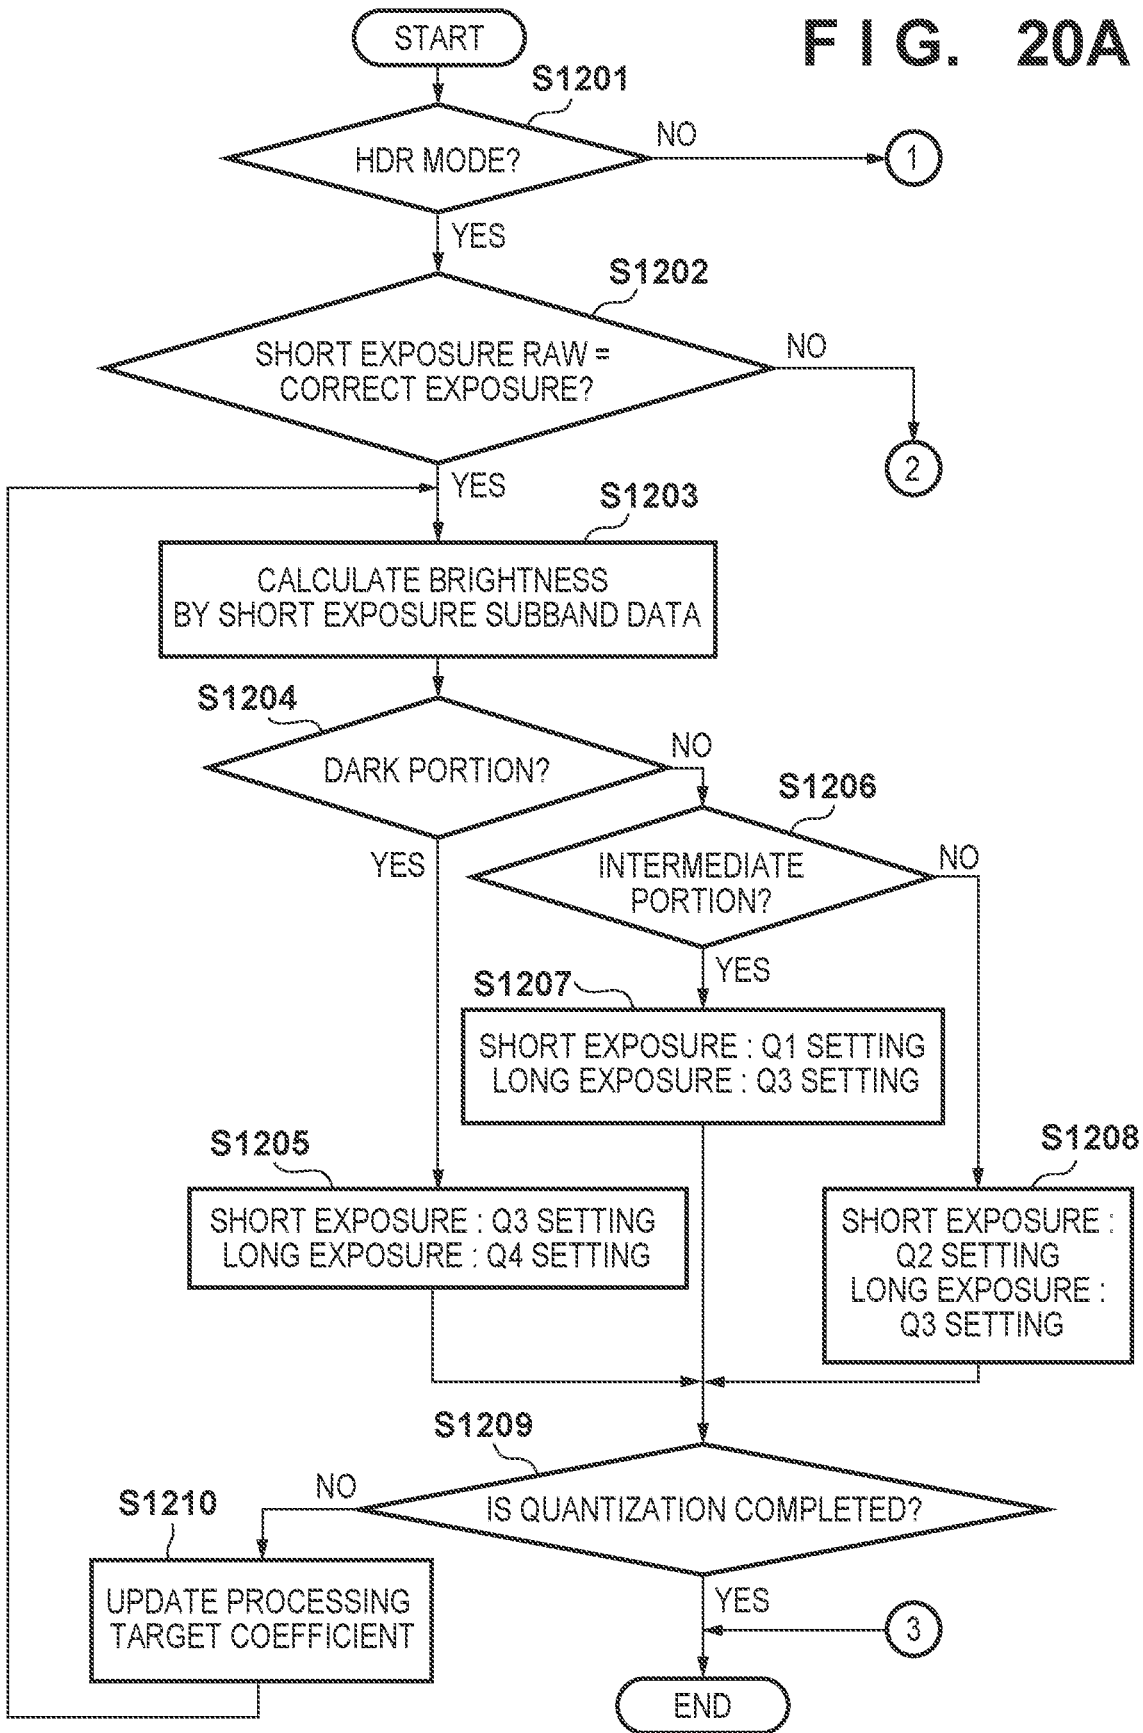 FIG. 20A
START
S1201
HDR MODE?
NO
1
YES
S1202
SHORT EXPOSURE RAW =
CORRECT EXPOSURE?
NO
2
YES
S1203
CALCULATE BRIGHTNESS
BY SHORT EXPOSURE SUBBAND DATA
S1204
DARK PORTION?
NO
YES
S1206
INTERMEDIATE
PORTION?
NO
YES
S1207
SHORT EXPOSURE : Q1 SETTING
LONG EXPOSURE : Q3 SETTING
S1205
SHORT EXPOSURE : Q3 SETTING
LONG EXPOSURE : Q4 SETTING
S1208
SHORT EXPOSURE :
Q2 SETTING
LONG EXPOSURE :
Q3 SETTING
S1209
IS QUANTIZATION COMPLETED?
NO
S1210
UPDATE PROCESSING
TARGET COEFFICIENT
YES
3
END